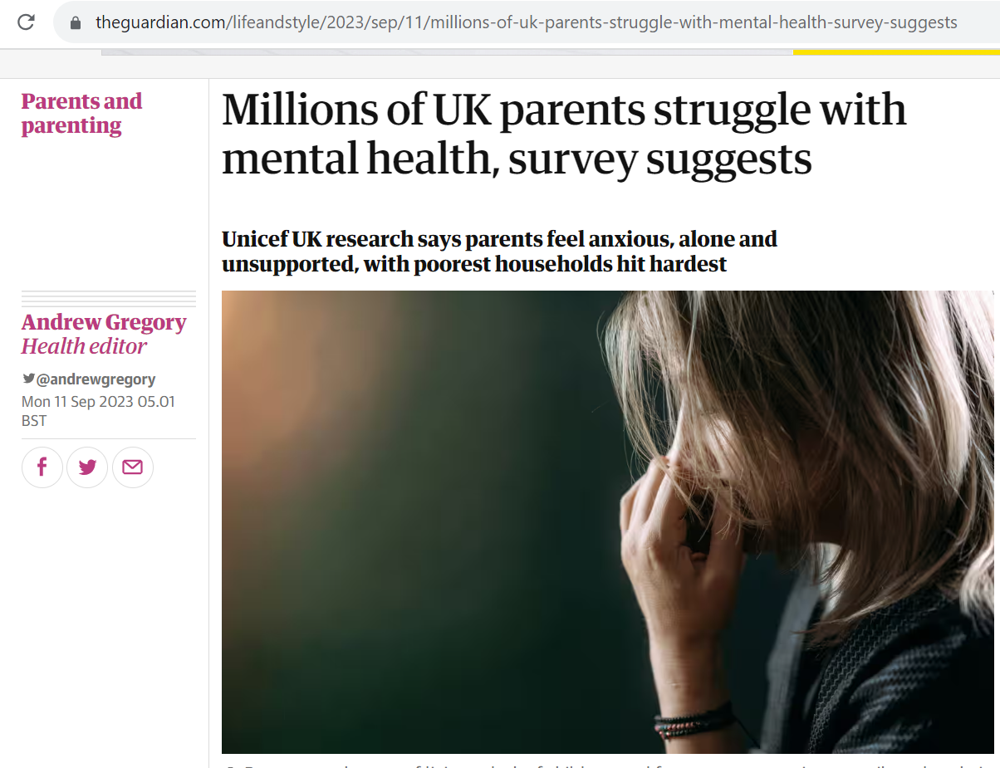 theguardian.com/lifeandstyle/2023/sep/11/millions-of-uk-parents-struggle-with-mental-health-survey-suggests
Parents and
parenting
Millions of UK parents struggle with
mental health, survey suggests
Unicef UK research says parents feel anxious, alone and
unsupported, with poorest households hit hardest
Andrew Gregory
Health editor
@andrewgregory
Mon 11 Sep 2023 05.01
BST